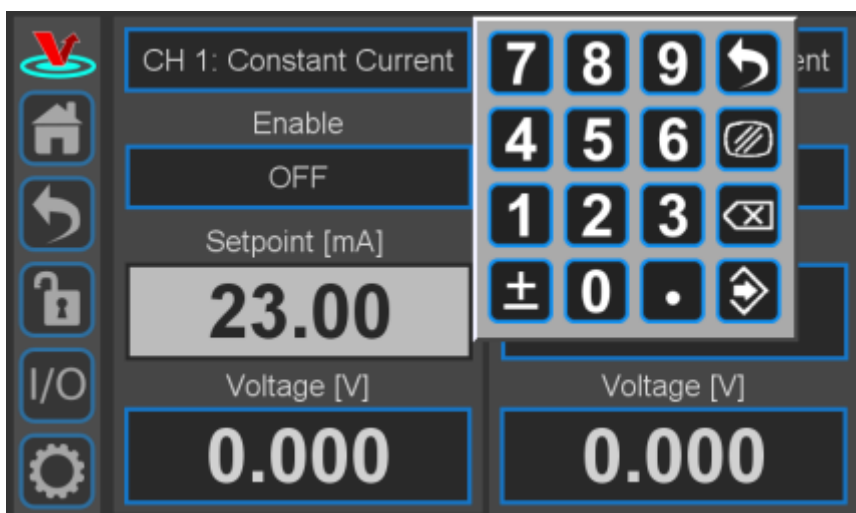 CH 1: Constant Current
ent
Enable
OFF
Setpoint [mA]
23.00
Voltage [V]
0.000
Voltage [V]
0.000
I/O
7 8 9
4 5 6
1 2 3
± 0 .